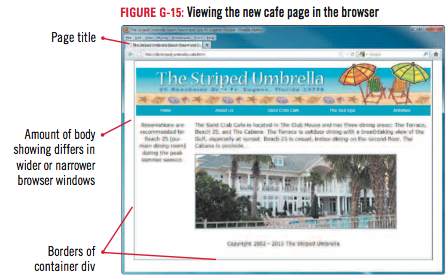 FIGURE G-15: Viewing the new cafe page in the browser
Page title
The Striped Umbrella
25 Beachside Drive Ft. Eugene, Florida 33775
Home About Us Sand Crab Cafe The Sea Spa Activities
Amount of body
showing differs in
wider or narrower
browser windows
Reservations are
recommended for
Beach 25 (our
main dining room)
during the peak
summer season.
The Sand Crab Cafe is located in The Club House and has three dining areas: The Terrace,
Beach 25, and The Cabana. The Terrace is outdoor dining with a breathtaking view of the
Gulf, especially at sunset. Beach 25 is casual, indoor dining on the second floor. The
Cabana is poolside.
Borders of
container div
Copyright 2002 - 2015 The Striped Umbrella